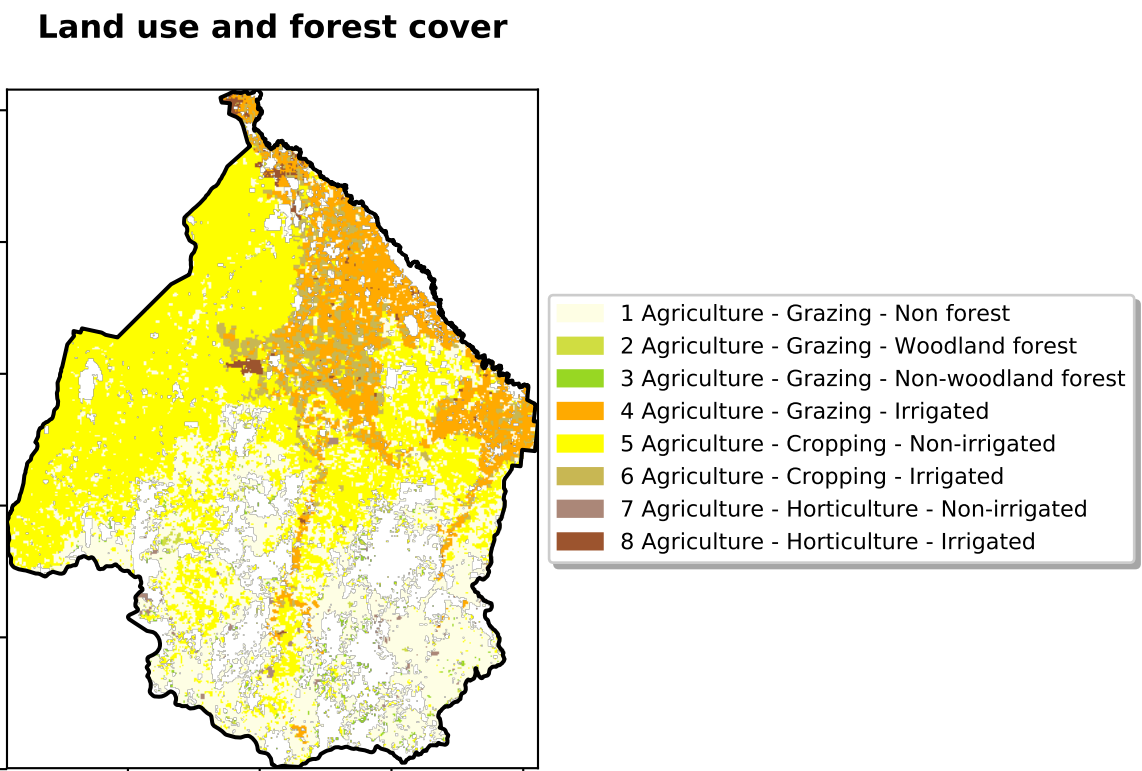 Land use and forest cover
1 Agriculture - Grazing - Non forest
2 Agriculture - Grazing - Woodland forest
3 Agriculture - Grazing - Non-woodland forest
4 Agriculture - Grazing - Irrigated
5 Agriculture - Cropping - Non-irrigated
6 Agriculture - Cropping - Irrigated
7 Agriculture - Horticulture - Non-irrigated
8 Agriculture - Horticulture - Irrigated